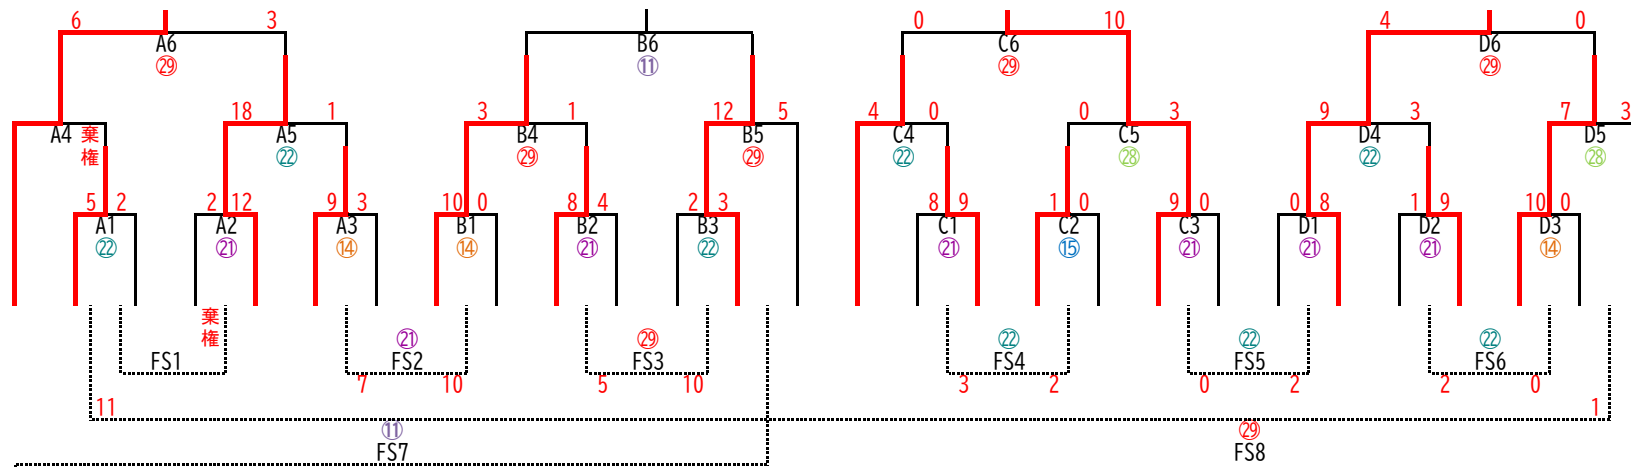 6 3 0 10 4 0
A6 B6 C6 D6
㉙ ⑪ ㉙ ㉙
18 1 3 1 12 5 4 0 0 3 9 3 7 3
A4 棄権 A5 B4 B5 C4 C5 D4 D5
㉒ ㉙ ㉙ ㉒ ㉘ ㉒ ㉘
5 2 2 12 9 3 10 0 8 4 2 3 8 9 1 0 9 0 0 8 1 9 10 0
A1 A2 A3 B1 B2 B3 C1 C2 C3 D1 D2 D3
㉒ ㉑ ⑭ ⑭ ㉑ ㉒ ㉑ ⑮ ㉑ ㉑ ㉑ ⑭
棄権 ㉑ ㉙ ㉒ ㉒ ㉒
FS1 FS2 FS3 FS4 FS5 FS6
7 10 5 10 3 2 0 2 2 0
11 1
⑪ ㉙
FS7 FS8